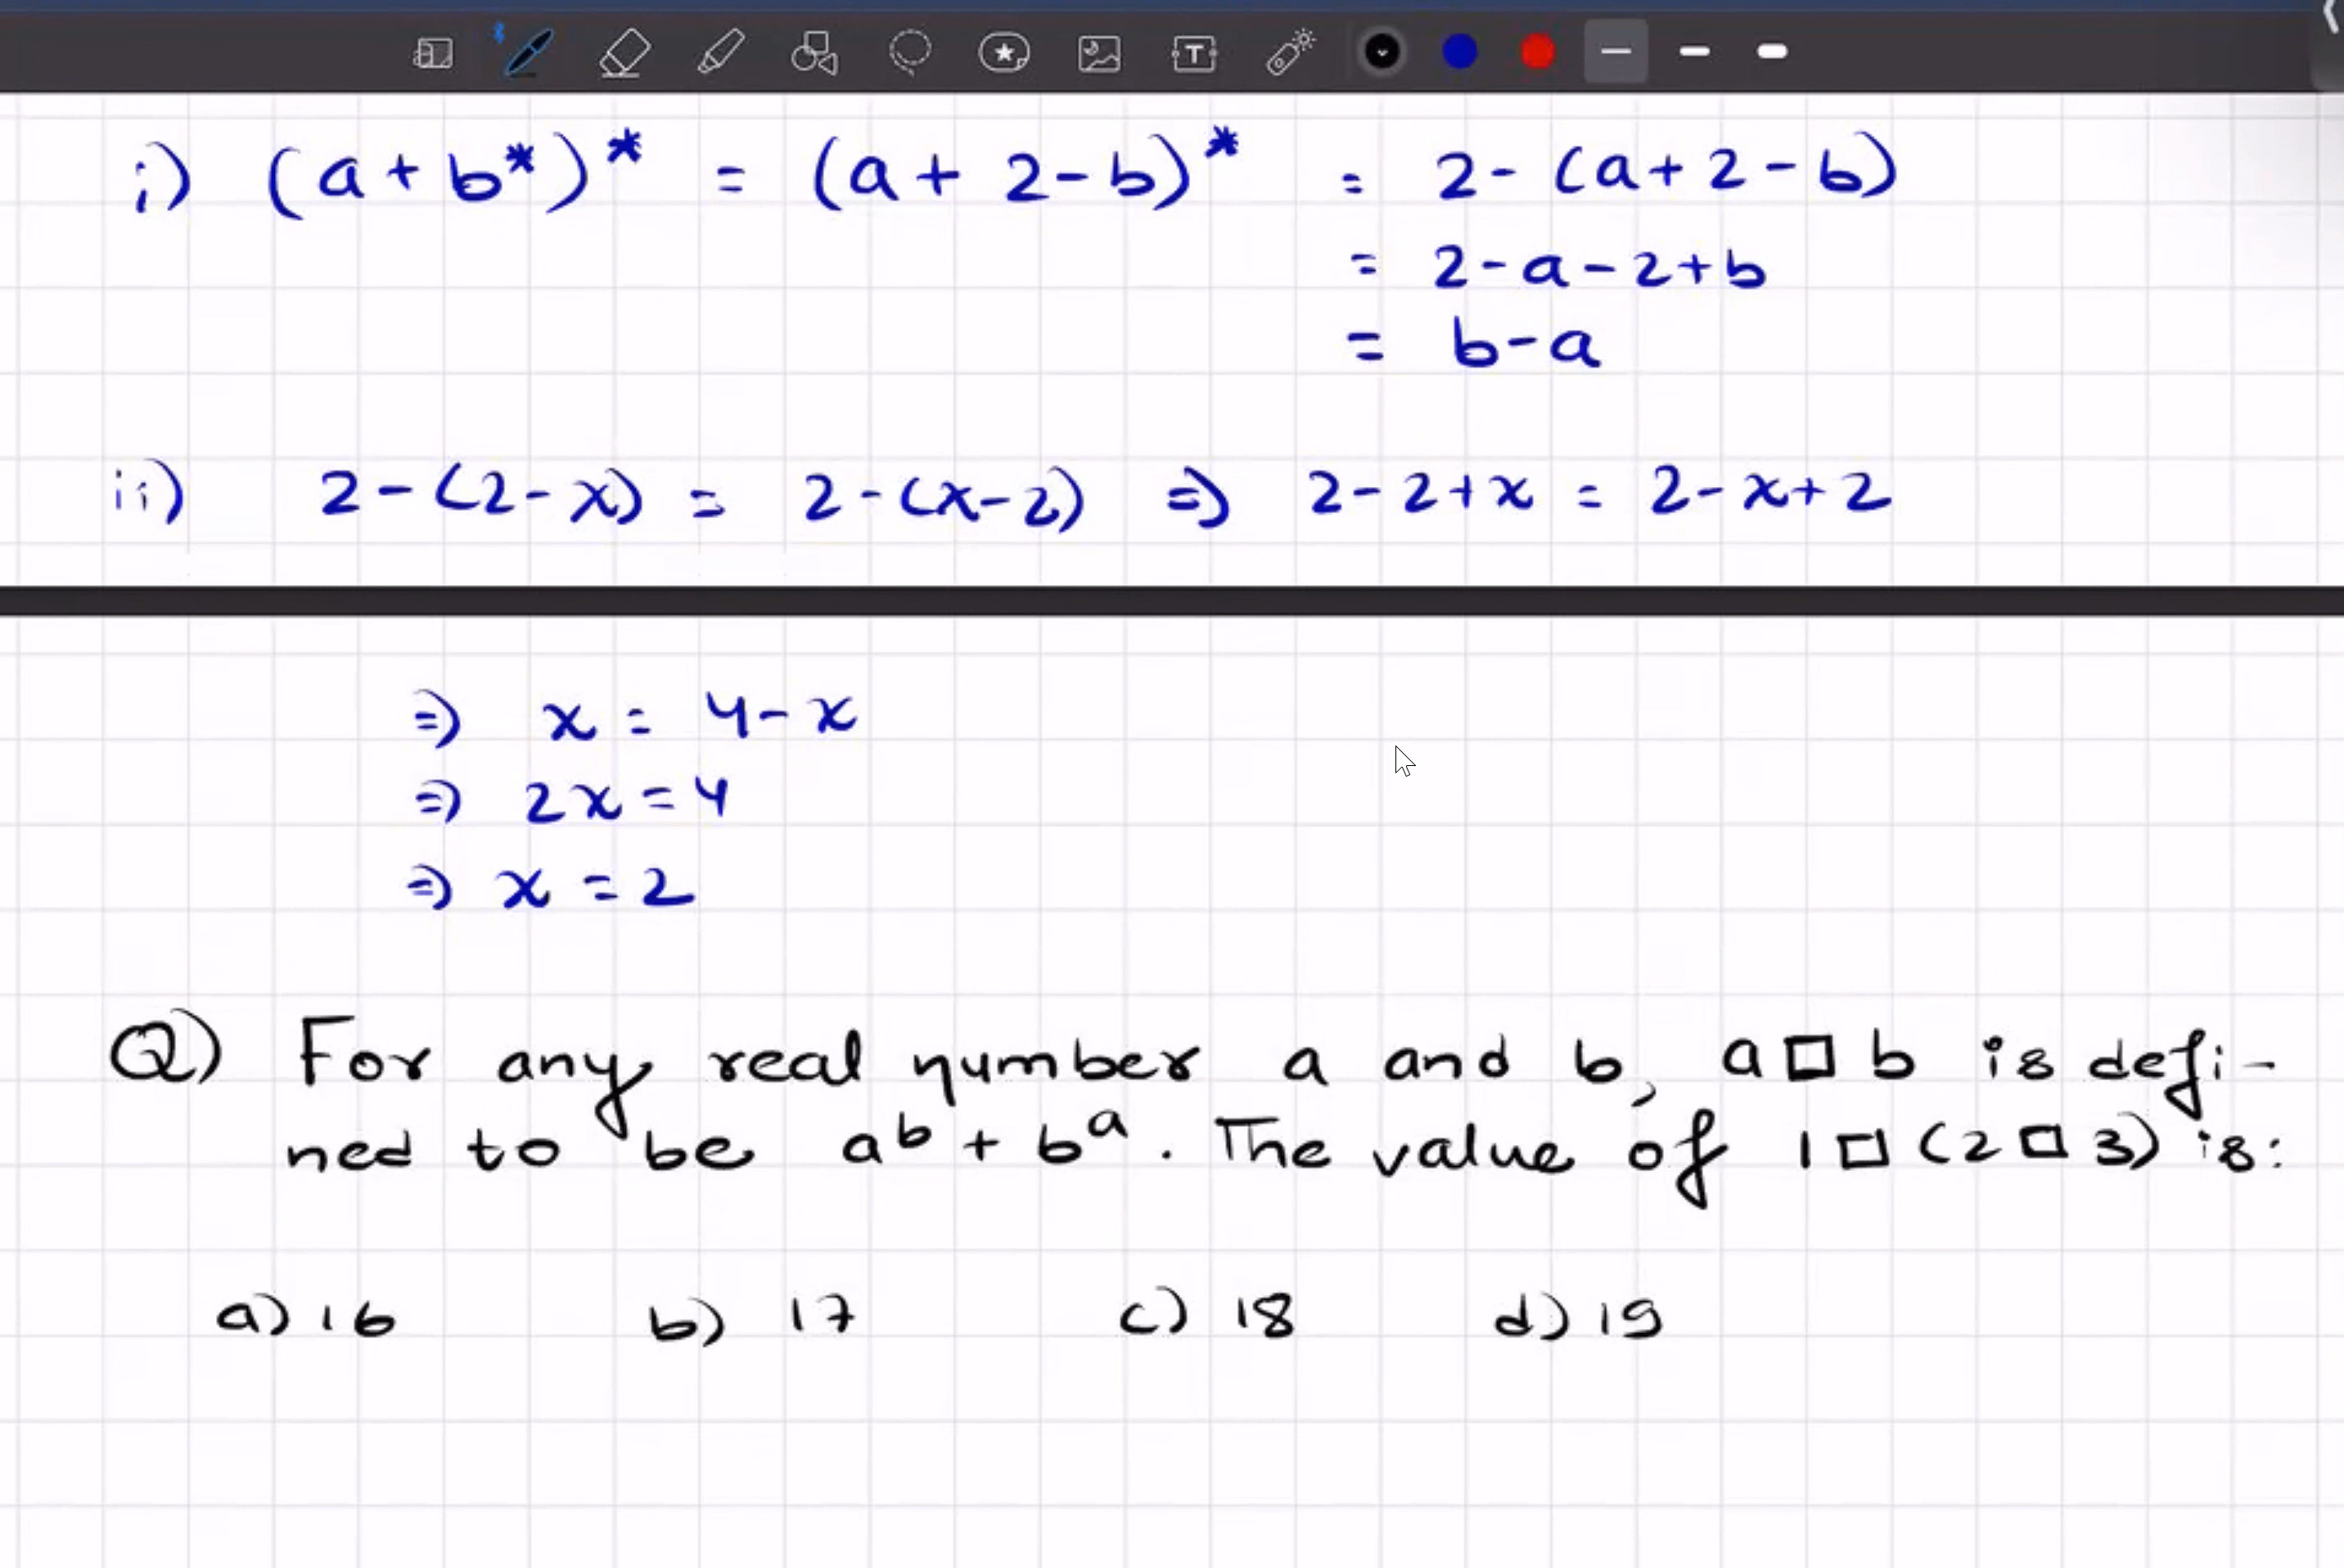 i) (a + b*)* = (a + 2 - b)* = 2 - (a + 2 - b)
= 2 - a - 2 + b
= b - a
ii) 2 - (2 - x) = 2 - (x - 2) ⇒ 2 - 2 + x = 2 - x + 2
⇒ x = 4 - x
⇒ 2x = 4
⇒ x = 2
Q) For any real number a and b, a □ b is defi-
ned to be a^b + b^a. The value of 1 □ (2 □ 3) is:
a) 16 b) 17 c) 18 d) 19